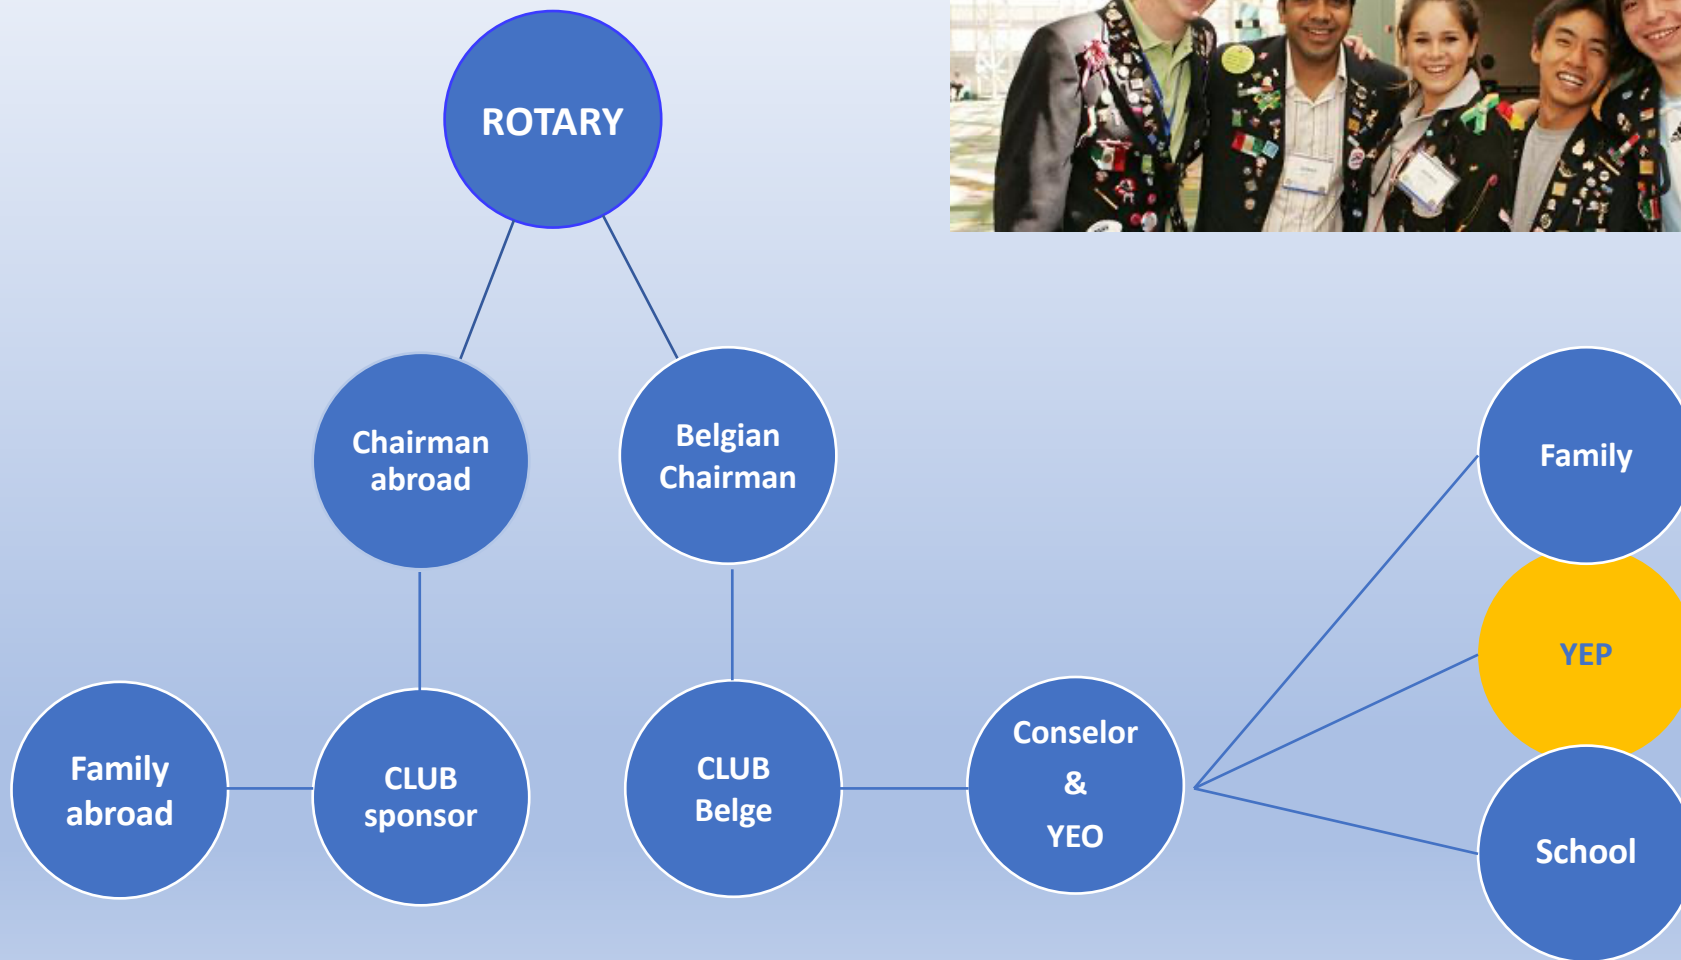 ROTARY
Chairman
abroad
Belgian
Chairman
Family
YEP
Family
abroad
CLUB
sponsor
CLUB
Belge
Conselor
&
YEO
School